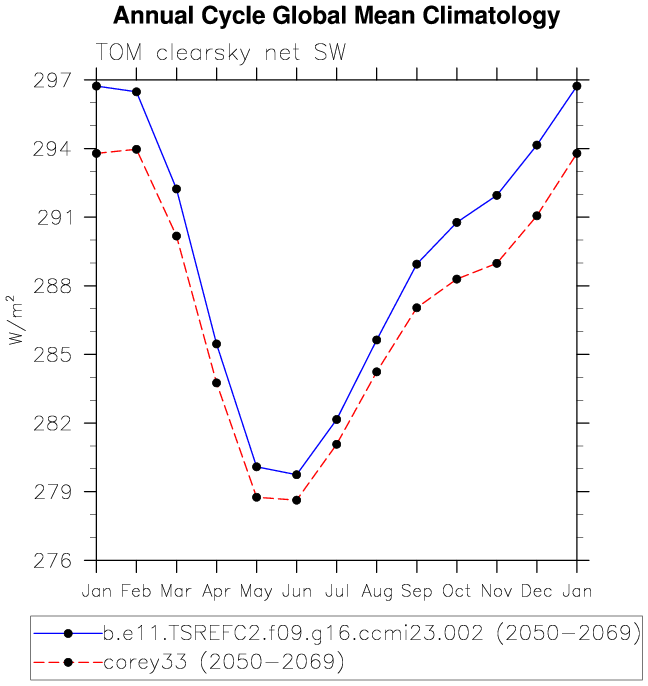 Annual Cycle Global Mean Climatology
TOM clearsky net SW
297
294
291
288
285
282
279
276
W/m²
Jan Feb Mar Apr May Jun Jul Aug Sep Oct Nov Dec Jan
b.e11.TSREFC2.f09.g16.ccmi23.002 (2050-2069)
corey33 (2050-2069)